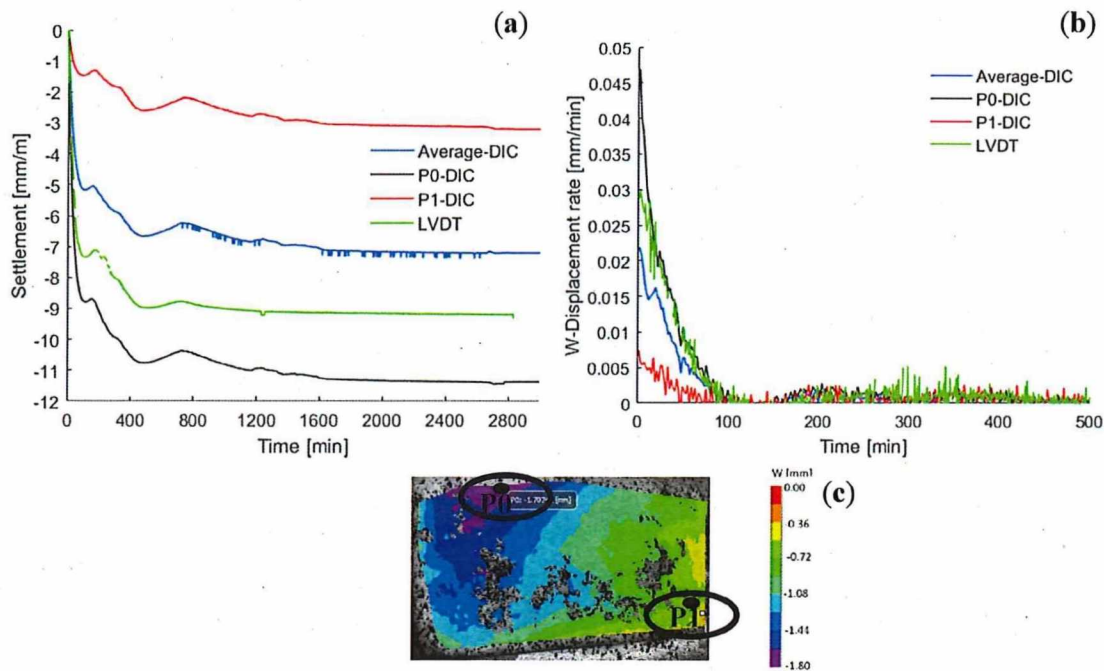 (a)
0
-1
-2
-3
-4
-5
-6
-7
-8
-9
-10
-11
-12
Settlement [mm/m]
Average-DIC
P0-DIC
P1-DIC
LVDT
0 400 800 1200 1600 2000 2400 2800
Time [min]
(b)
0.05
0.045
0.04
0.035
0.03
0.025
0.02
0.015
0.01
0.005
0
W-Displacement rate [mm/min]
Average-DIC
P0-DIC
P1-DIC
LVDT
0 100 200 300 400 500
Time [min]
(c)
P0
P1
W [mm]
0.00
-0.36
-0.72
-1.08
-1.44
-1.80